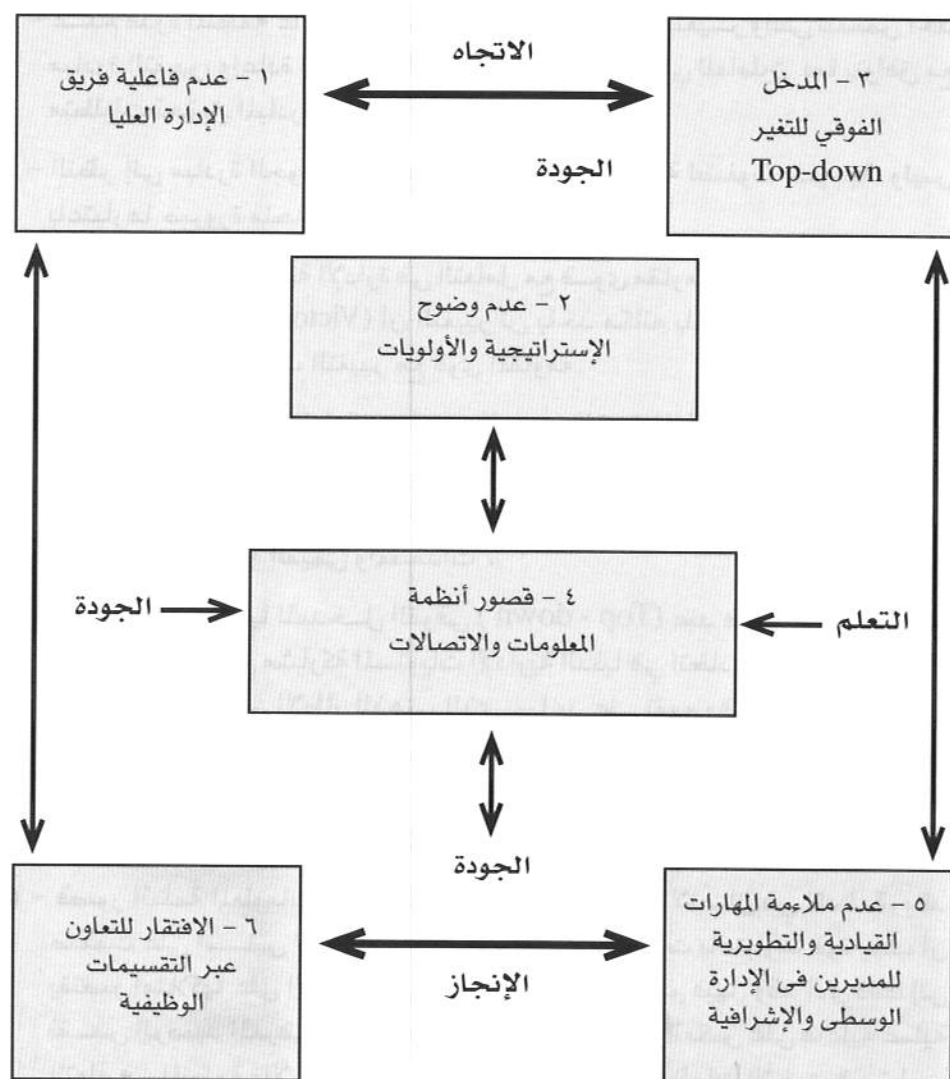 الاتجاه
٣ - المدخل
الفوقي للتغير
Top-down
١ - عدم فاعلية فريق
الإدارة العليا
الجودة
٢ - عدم وضوح
الإستراتيجية والأولويات
٤ - قصور أنظمة
المعلومات والاتصالات
التعلم
الجودة
الجودة
٥ - عدم ملاءمة المهارات
القيادية والتطويرية
للمديرين فى الإدارة
الوسطى والإشرافية
٦ - الافتقار للتعاون
عبر التقسيمات
الوظيفية
الإنجاز